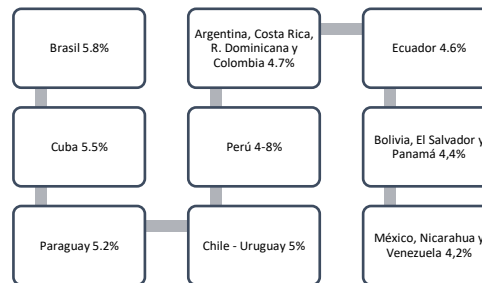 Brasil 5.8%
Cuba 5.5%
Paraguay 5.2%
Chile - Uruguay 5%
Perú 4-8%
Argentina, Costa Rica,
R. Dominicana y
Colombia 4.7%
Ecuador 4.6%
Bolivia, El Salvador y
Panamá 4,4%
México, Nicarahua y
Venezuela 4,2%